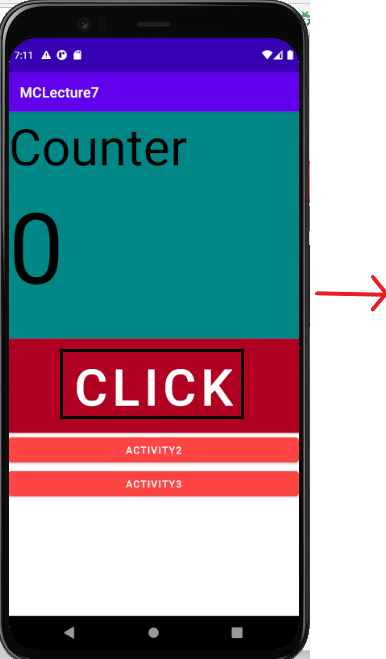 7:11
MCLecture7
Counter
0
CLICK
ACTIVITY2
ACTIVITY3